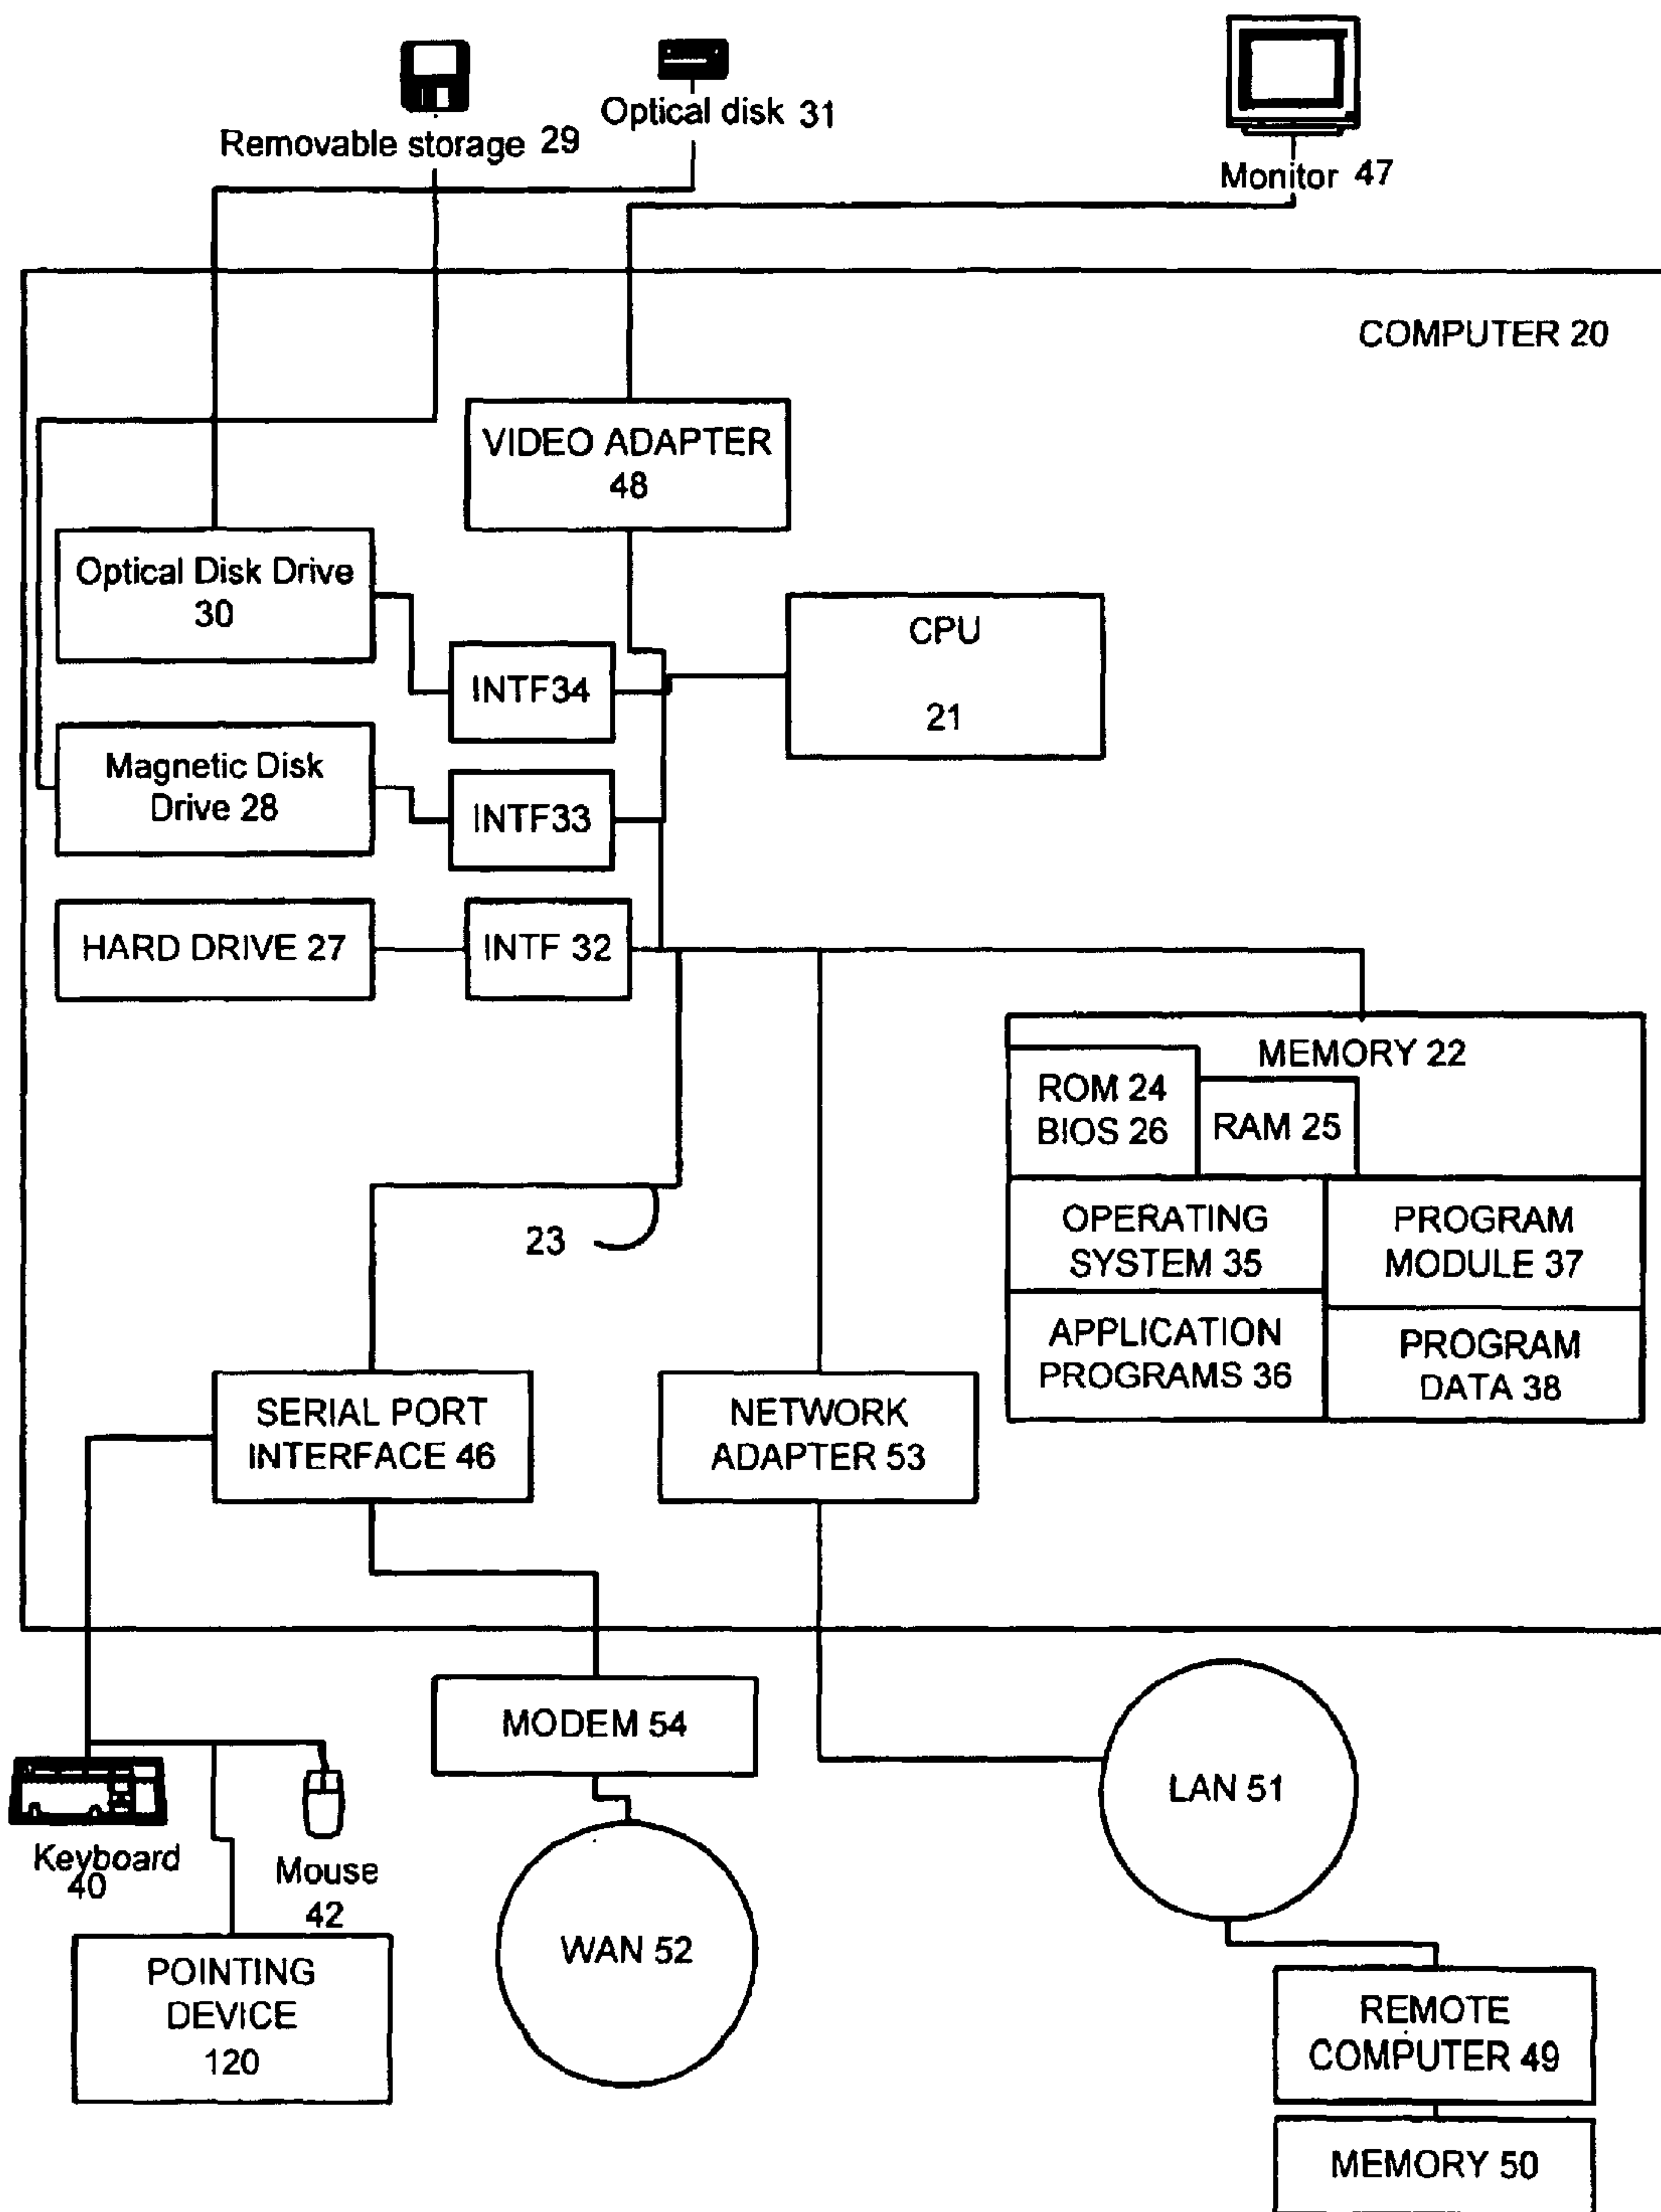 Optical disk 31
Removable storage 29
Monitor 47
COMPUTER 20
VIDEO ADAPTER
48
Optical Disk Drive
30
CPU
21
INTF34
Magnetic Disk
Drive 28
INTF33
HARD DRIVE 27
INTF 32
MEMORY 22
ROM 24
BIOS 26
RAM 25
OPERATING
SYSTEM 35
PROGRAM
MODULE 37
APPLICATION
PROGRAMS 36
PROGRAM
DATA 38
23
SERIAL PORT
INTERFACE 46
NETWORK
ADAPTER 53
MODEM 54
LAN 51
Keyboard
40
Mouse
42
WAN 52
POINTING
DEVICE
120
REMOTE
COMPUTER 49
MEMORY 50